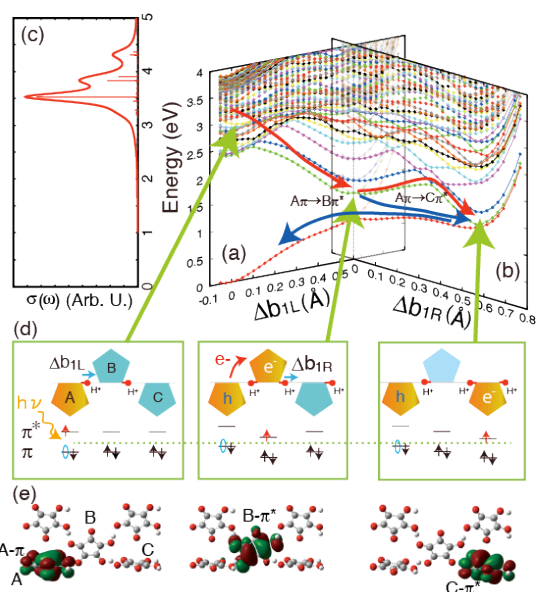 (c)
5
4
3
2
1
0
σ(ω) (Arb. U.)
Energy (eV)
4
3.5
3
2.5
2
1.5
1
0.5
0
Aπ→Bπ*
Aπ→Cπ*
(a)
(b)
-0.1 0 0.1 0.2 0.3 0.4 0.5 0 0.1 0.2 0.3 0.4 0.5 0.6 0.7 0.8
Δb1L (Å)
Δb1R (Å)
(d)
Δb1L
B
H+
H+
A
C
hν
π*
π
e-
e-
Δb1R
H+
H+
h
H+
H+
h
e-
(e)
B
A-π
A
C
B-π*
C-π*